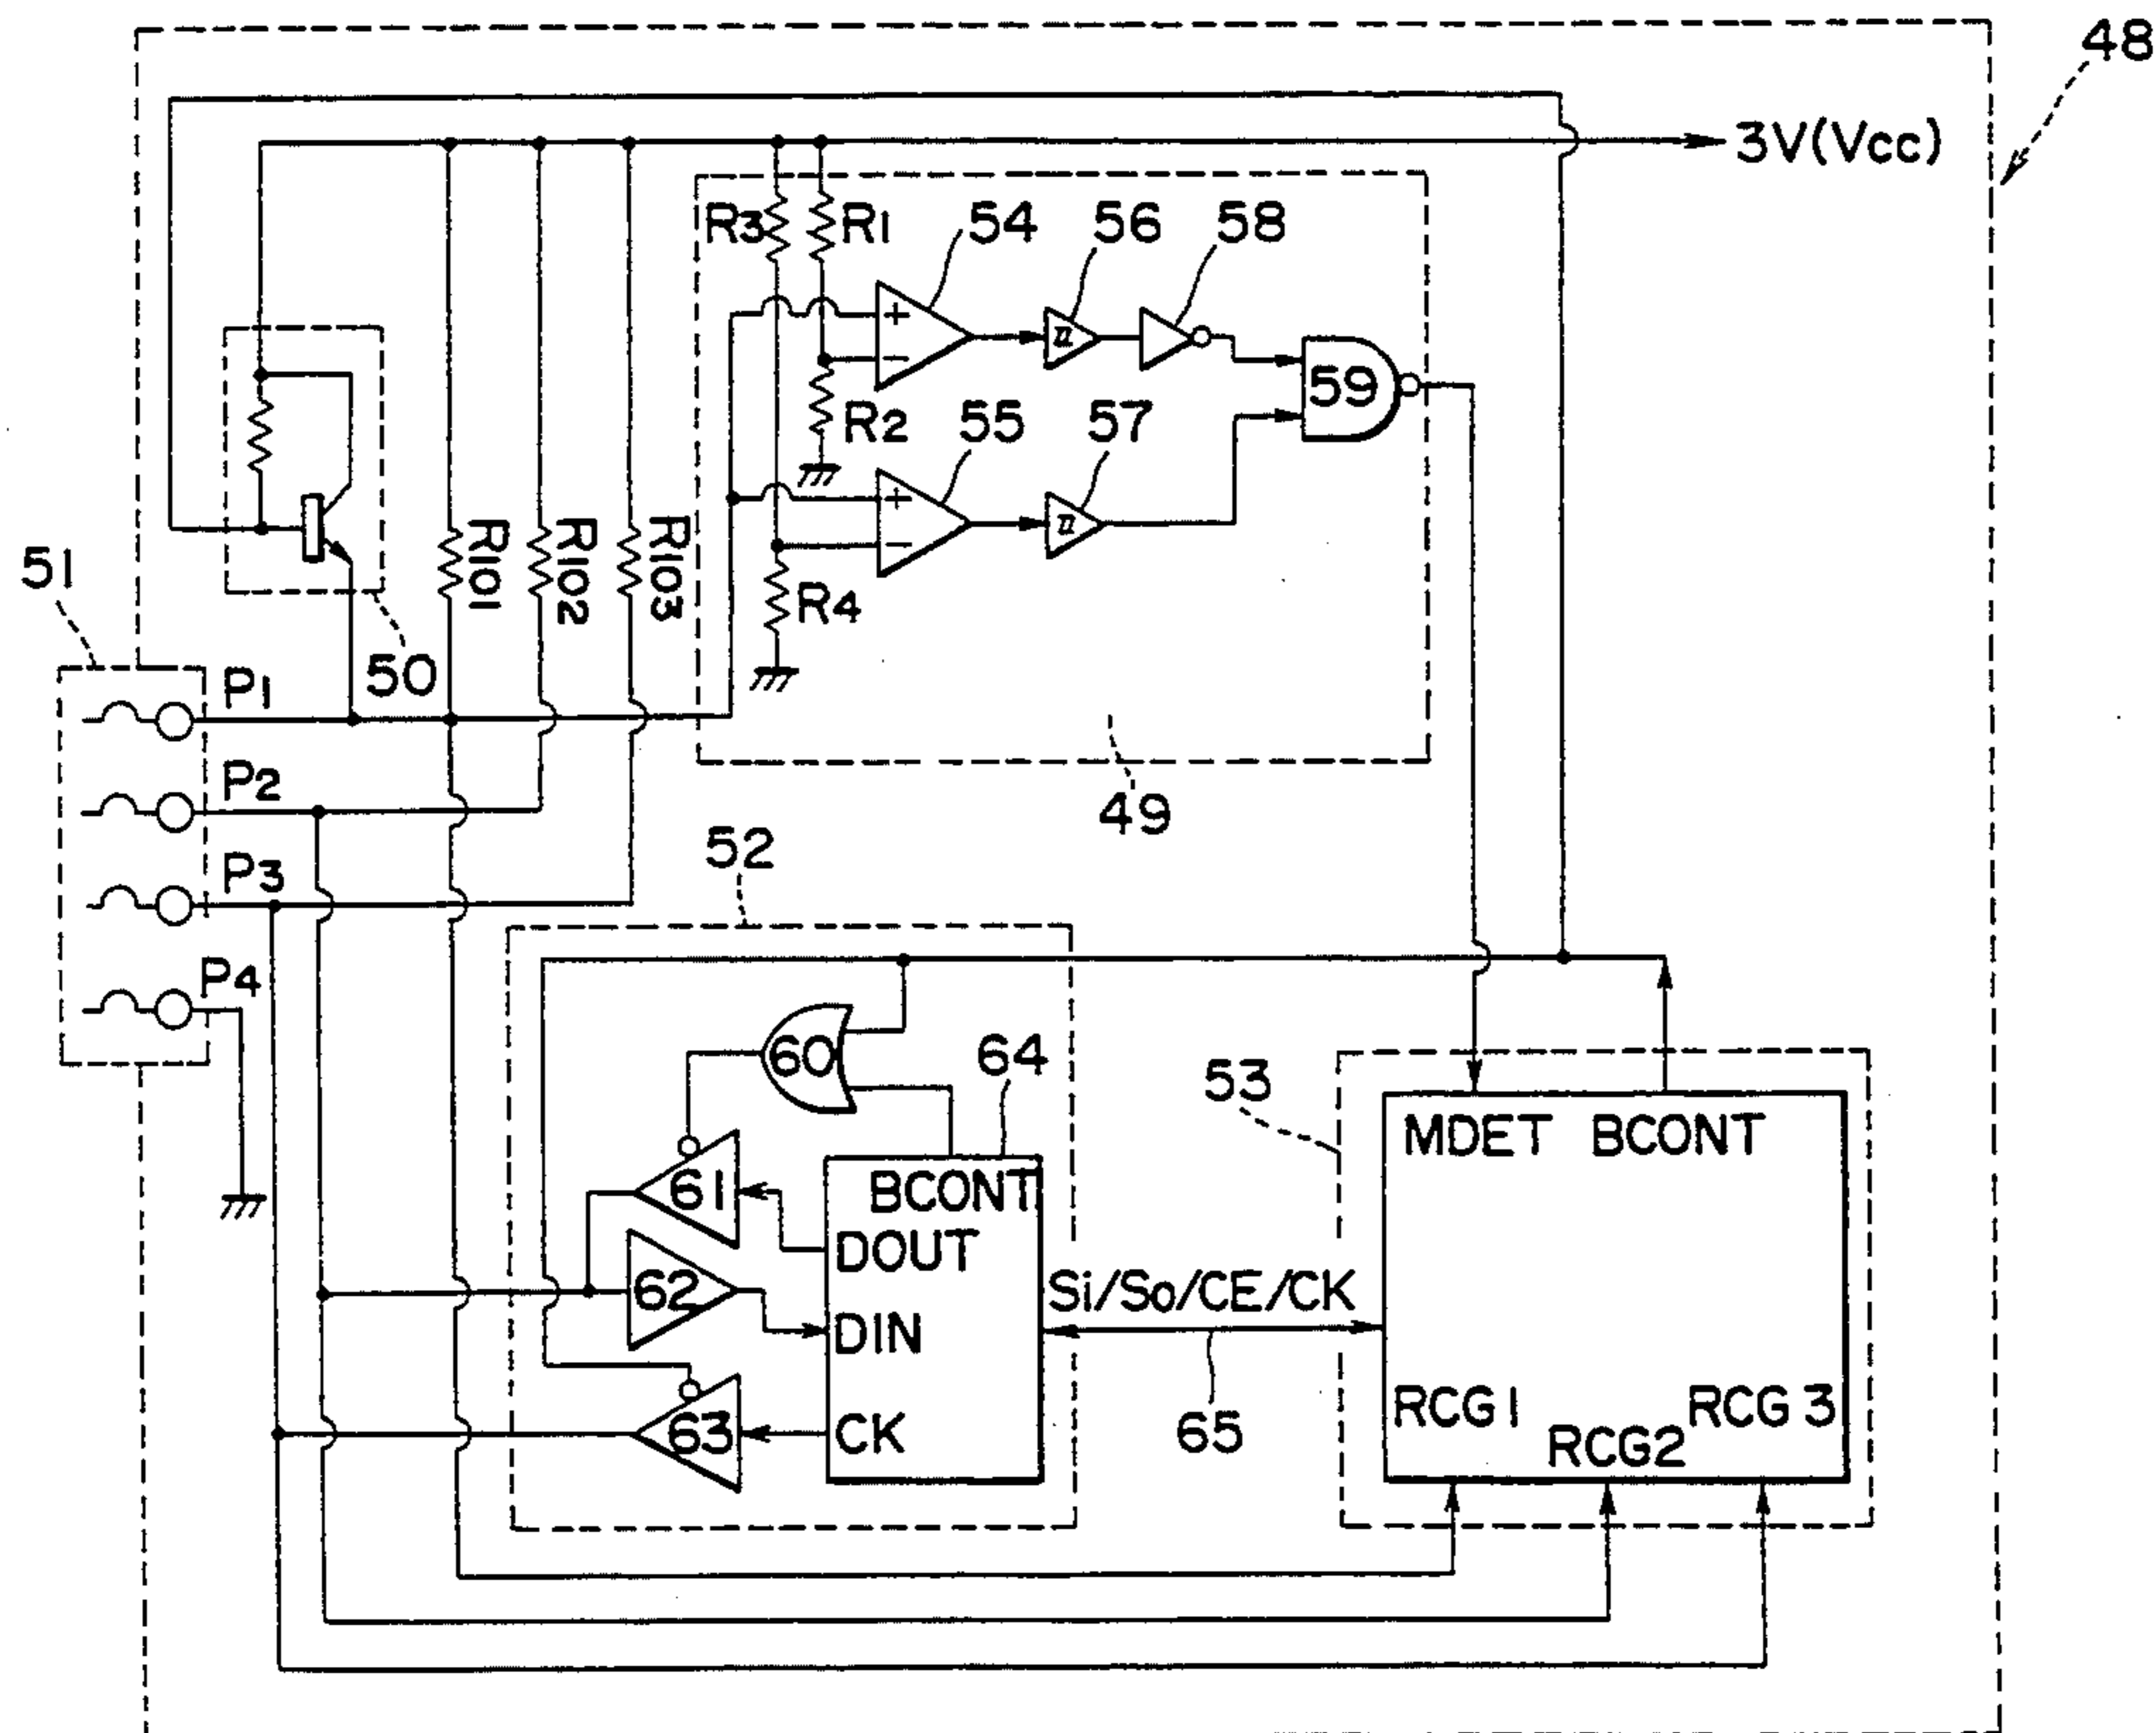 48
3V(Vcc)
R3
R1
54
56
58
+
−
59
R2
55
57
+
−
R101
R102
R103
R4
51
50
P1
P2
49
52
P3
P4
60
64
53
MDET BCONT
61
BCONT
DOUT
62
Si/So/CE/CK
DIN
RCG1
RCG3
63
CK
65
RCG2